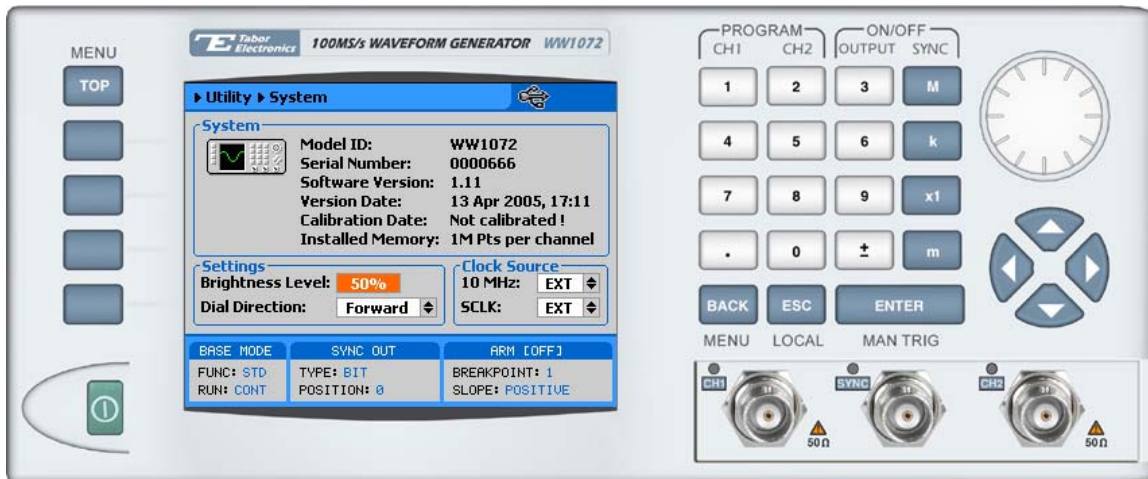 MENU
TOP
Tabor Electronics 100MS/s WAVEFORM GENERATOR WW1072
Utility System
System
Model ID: WW1072
Serial Number: 0000666
Software Version: 1.11
Version Date: 13 Apr 2005, 17:11
Calibration Date: Not calibrated !
Installed Memory: 1M Pts per channel
Settings
Brightness Level: 50%
Dial Direction: Forward
Clock Source
10 MHz: EXT
SCLK: EXT
BASE MODE
FUNC: STD
RUN: CONT
SYNC OUT
TYPE: BIT
POSITION: 0
ARM [OFF]
BREAKPOINT: 1
SLOPE: POSITIVE
PROGRAM
CH1 CH2
ON/OFF
OUTPUT SYNC
1 2 3 M
4 5 6 k
7 8 9 x1
. 0 ± m
BACK ESC ENTER
MENU LOCAL MAN TRIG
CH1 SYNC CH2
50Ω 50Ω